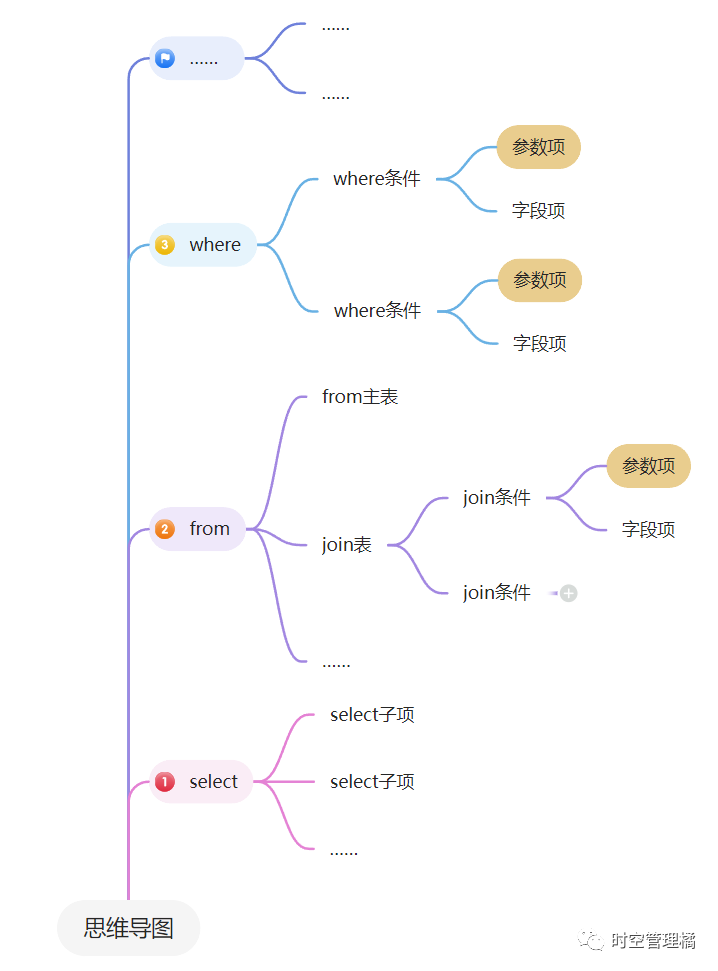 ······
······
······
参数项
where条件
字段项
3 where
参数项
where条件
字段项
from主表
参数项
join条件
2 from
字段项
join表
join条件
······
select子项
1 select
select子项
······
思维导图
时空管理橘